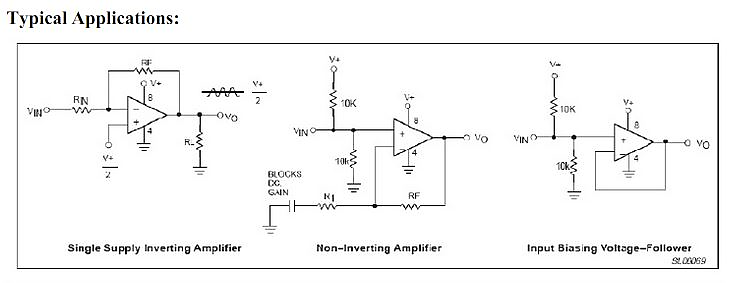 Typical Applications:
RF
V+
8
RIN
VIN
4
V+
2
VO
RL
V+
2
V+
10K
V+
8
VIN
4
VO
10k
BLOCKS
DC
GAIN
R1
RF
V+
10K
V+
8
VIN
4
VO
10K
Single Supply Inverting Amplifier
Non-Inverting Amplifier
Input Biasing Voltage-Follower